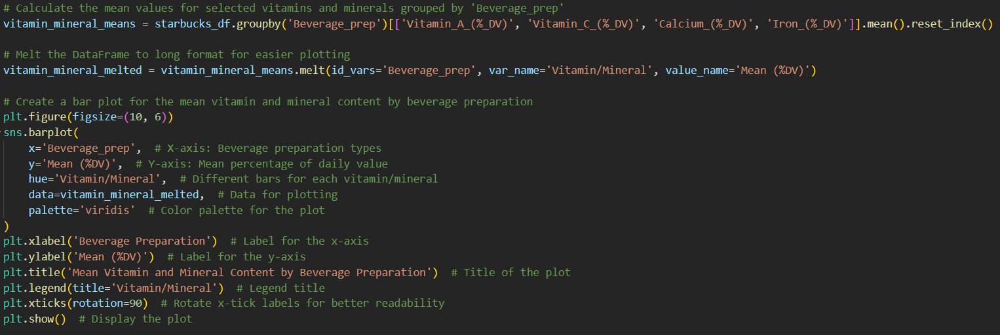 # Calculate the mean values for selected vitamins and minerals grouped by 'Beverage_prep'
vitamin_mineral_means = starbucks_df.groupby('Beverage_prep')[['Vitamin_A_(%_DV)', 'Vitamin_C_(%_DV)', 'Calcium_(%_DV)', 'Iron_(%_DV)']].mean().reset_index()

# Melt the DataFrame to long format for easier plotting
vitamin_mineral_melted = vitamin_mineral_means.melt(id_vars='Beverage_prep', var_name='Vitamin/Mineral', value_name='Mean (%DV)')

# Create a bar plot for the mean vitamin and mineral content by beverage preparation
plt.figure(figsize=(10, 6))
sns.barplot(
    x='Beverage_prep',  # X-axis: Beverage preparation types
    y='Mean (%DV)',  # Y-axis: Mean percentage of daily value
    hue='Vitamin/Mineral',  # Different bars for each vitamin/mineral
    data=vitamin_mineral_melted,  # Data for plotting
    palette='viridis'  # Color palette for the plot
)
plt.xlabel('Beverage Preparation')  # Label for the x-axis
plt.ylabel('Mean (%DV)')  # Label for the y-axis
plt.title('Mean Vitamin and Mineral Content by Beverage Preparation')  # Title of the plot
plt.legend(title='Vitamin/Mineral')  # Legend title
plt.xticks(rotation=90)  # Rotate x-tick labels for better readability
plt.show()  # Display the plot